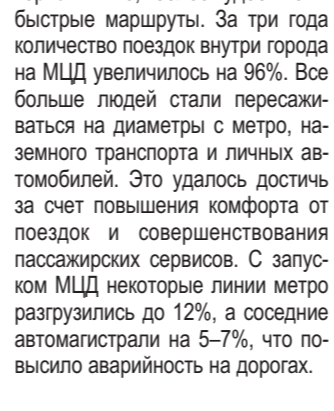 быстрые маршруты. За три года
количество поездок внутри города
на МЦД увеличилось на 96%. Все
больше людей стали пересажи-
ваться на диаметры с метро, на-
земного транспорта и личных ав-
томобилей. Это удалось достичь
за счет повышения комфорта от
поездок и совершенствования
пассажирских сервисов. С запус-
ком МЦД некоторые линии метро
разгрузились до 12%, а соседние
автомагистрали на 5–7%, что по-
высило аварийность на дорогах.